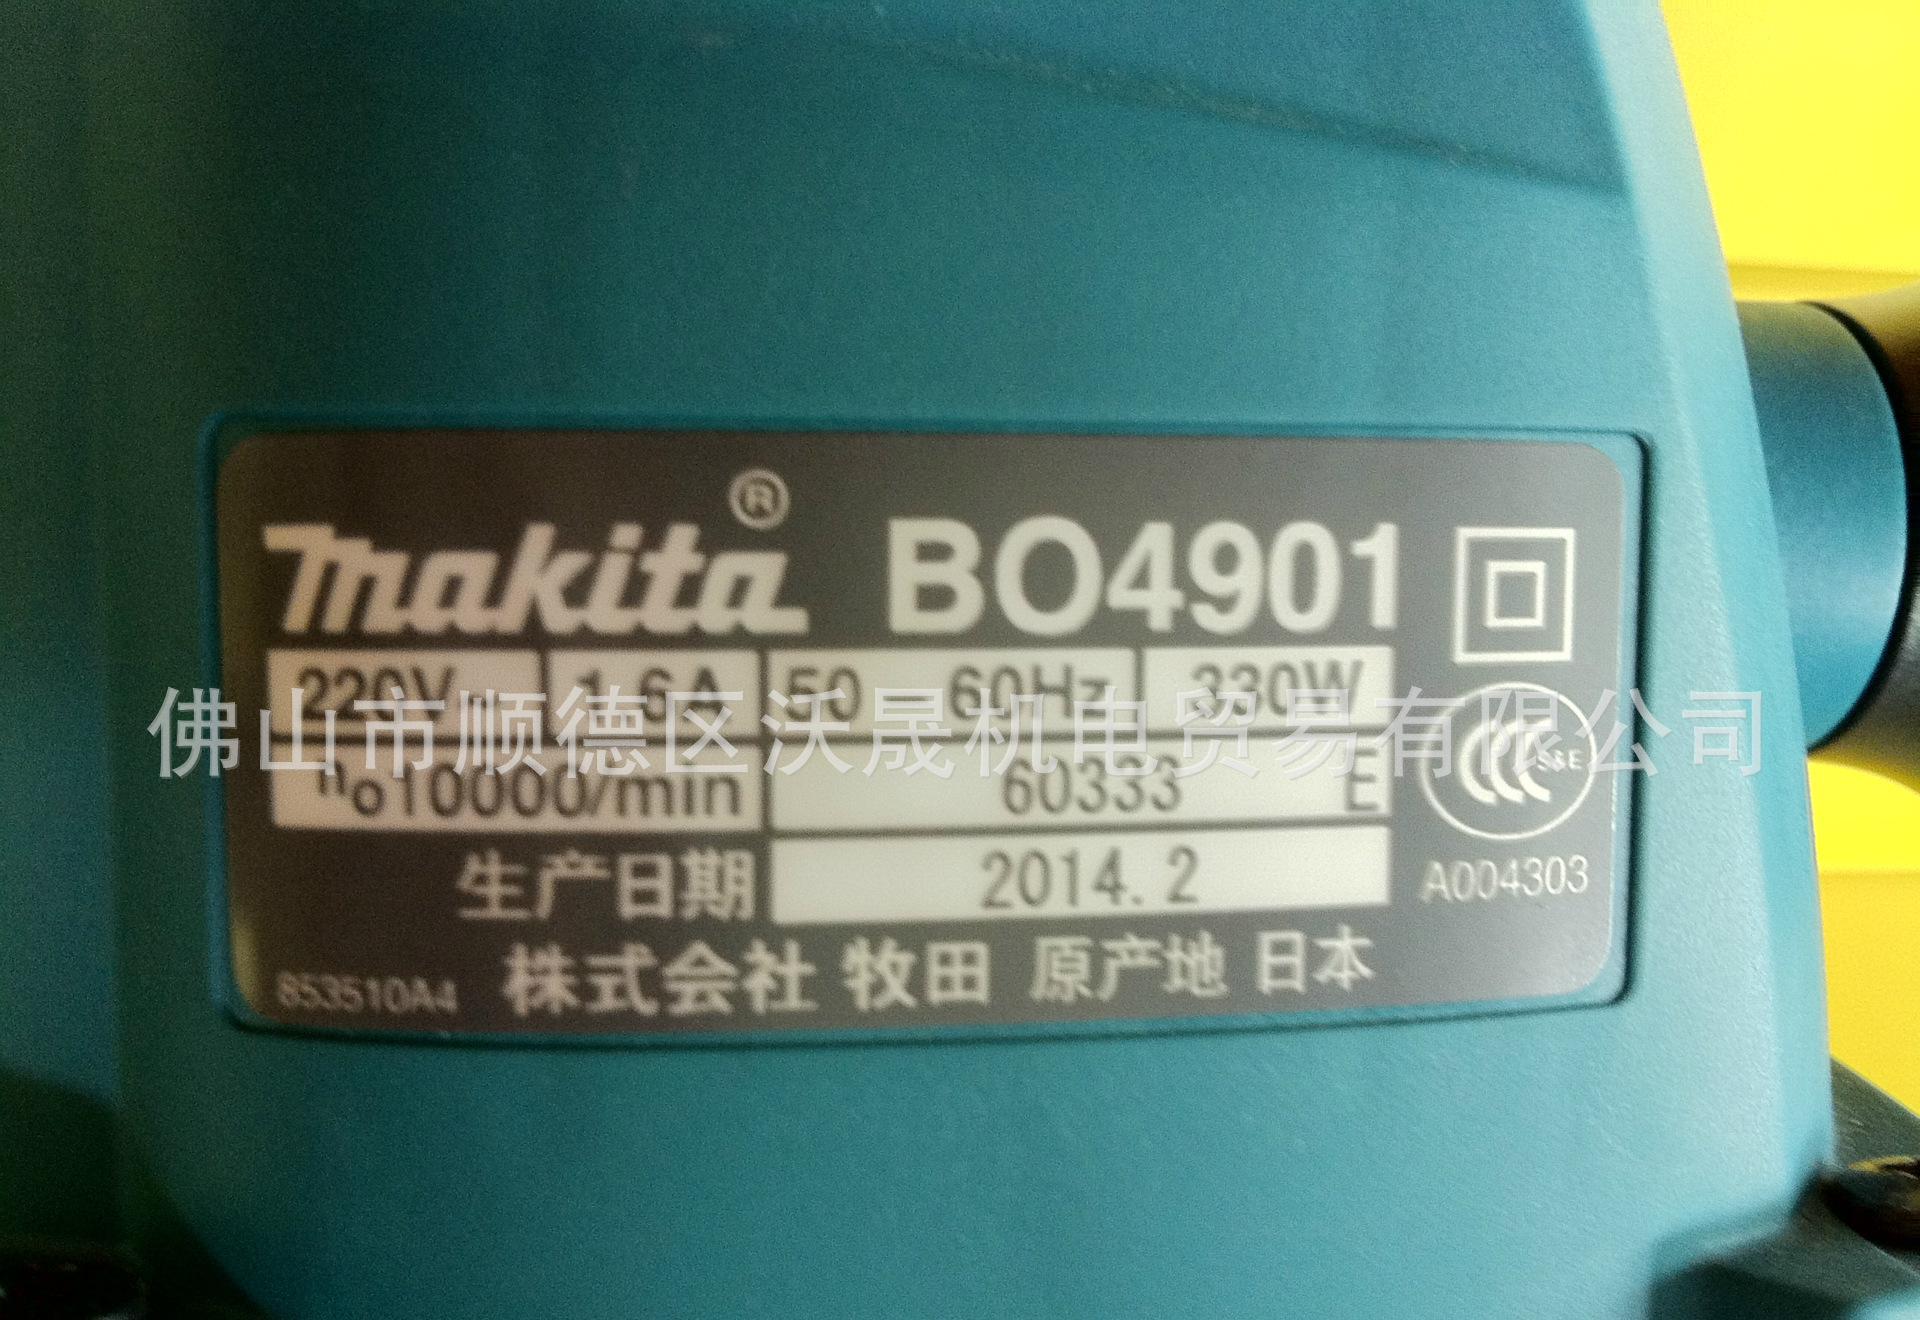 makita® BO4901
220V~ 1.6A 50-60Hz 330W
佛山市顺德区沃晟机电贸易有限公司
n₀10000/min 60333 E
S&E
生产日期 2014.2
A004303
853510A4 株式会社 牧田 原产地 日本